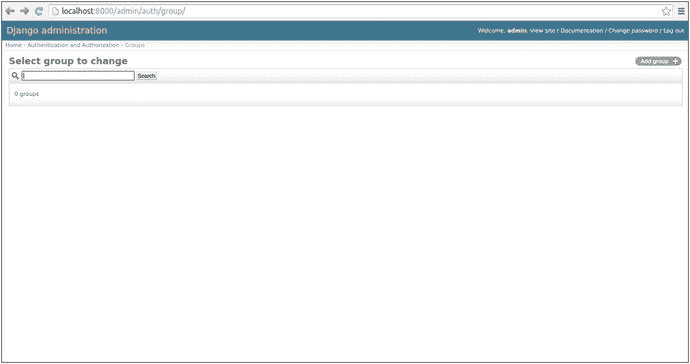 localhost:8000/admin/auth/group/
Django administration
Welcome, admin. View site / Documentation / Change password / Log out
Home › Authentication and Authorization › Groups
Select group to change
Add group +
Search
0 groups